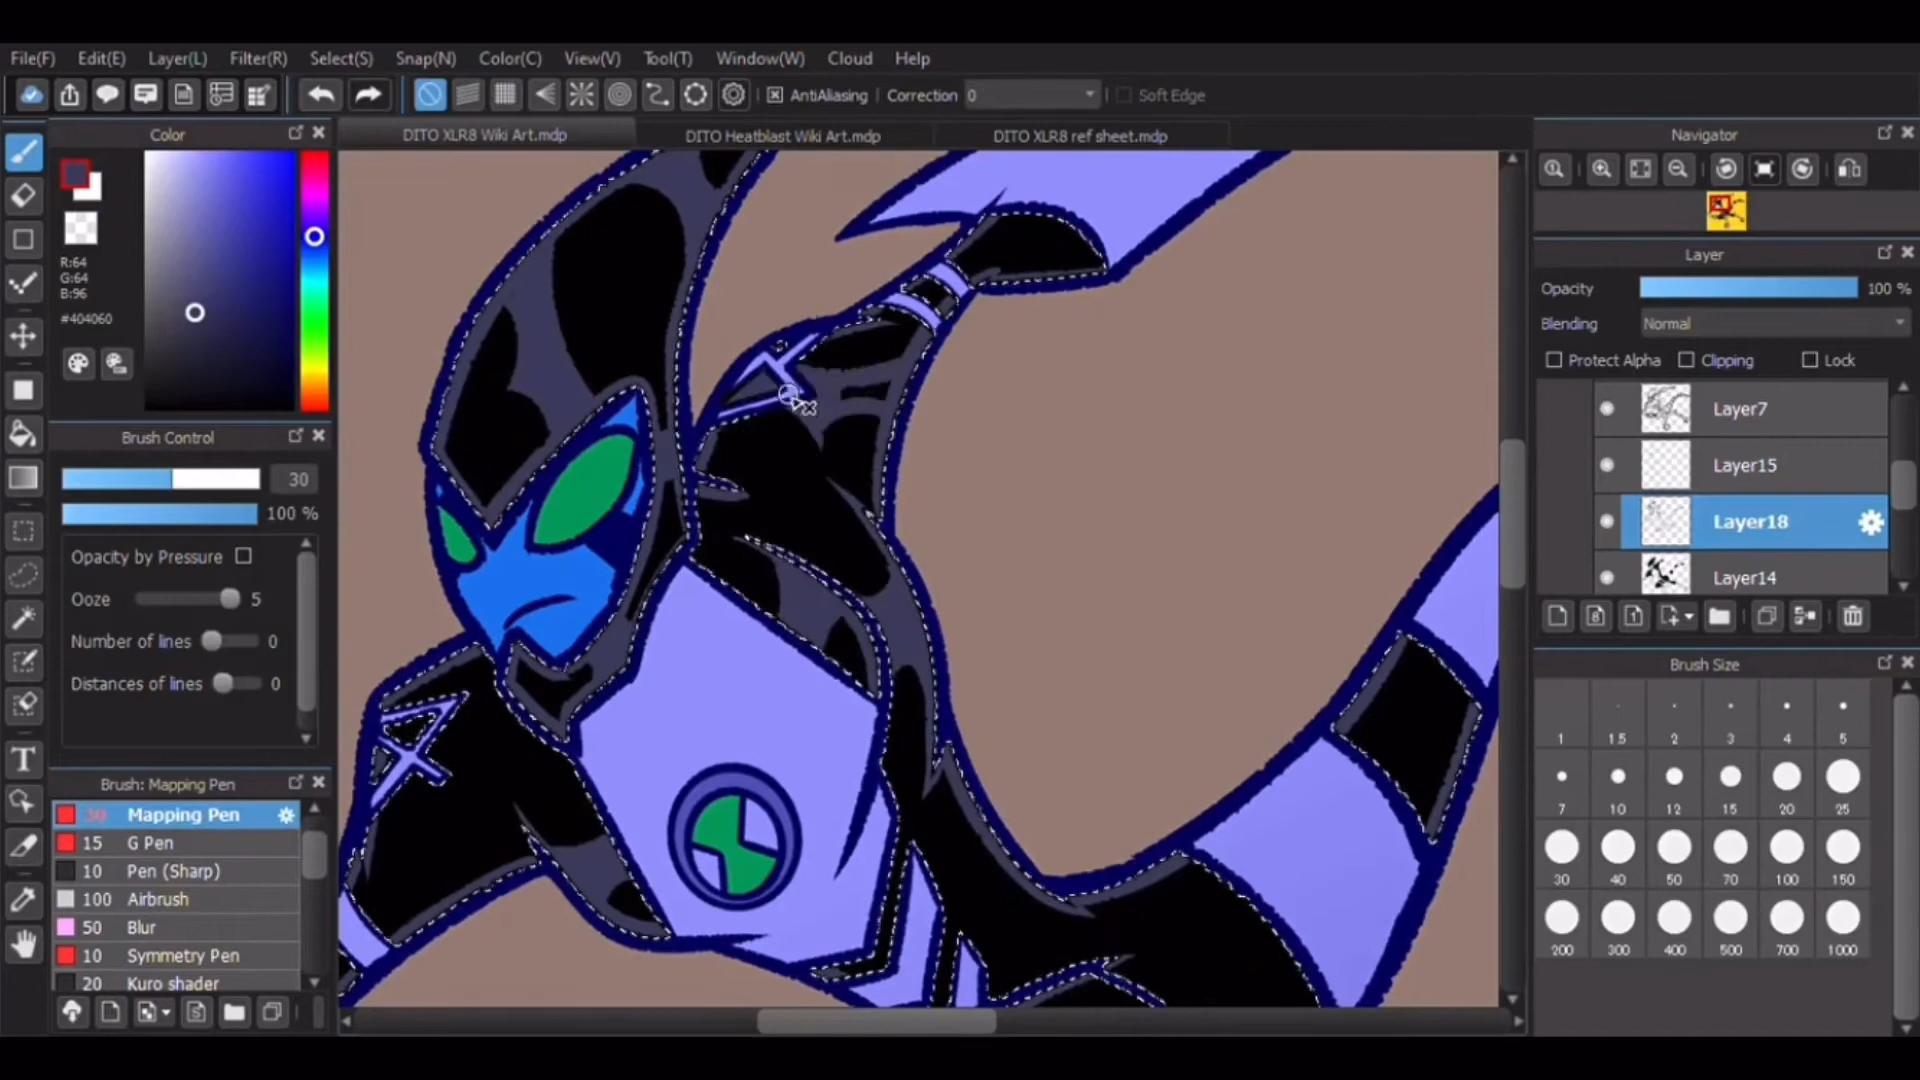 File(F) Edit(E) Layer(L) Filter(R) Select(S) Snap(N) Color(C) View(V) Tool(T) Window(W) Cloud Help
AntiAliasing Correction 0 Soft Edge
Color
DITO XLR8 Wiki Art.mdp DITO Heatblast Wiki Art.mdp DITO XLR8 ref sheet.mdp
Navigator
R:64
G:64
B:96
#404060
Layer
Opacity 100 %
Blending Normal
Protect Alpha Clipping Lock
Layer7
Layer15
Layer18
Layer14
Brush Control
30
100 %
Opacity by Pressure
Ooze 5
Number of lines 0
Distances of lines 0
Brush: Mapping Pen
30 Mapping Pen
15 G Pen
10 Pen (Sharp)
100 Airbrush
50 Blur
10 Symmetry Pen
20 Kuro shader
Brush Size
1 1.5 2 3 4 5
7 10 12 15 20 25
30 40 50 70 100 150
200 300 400 500 700 1000